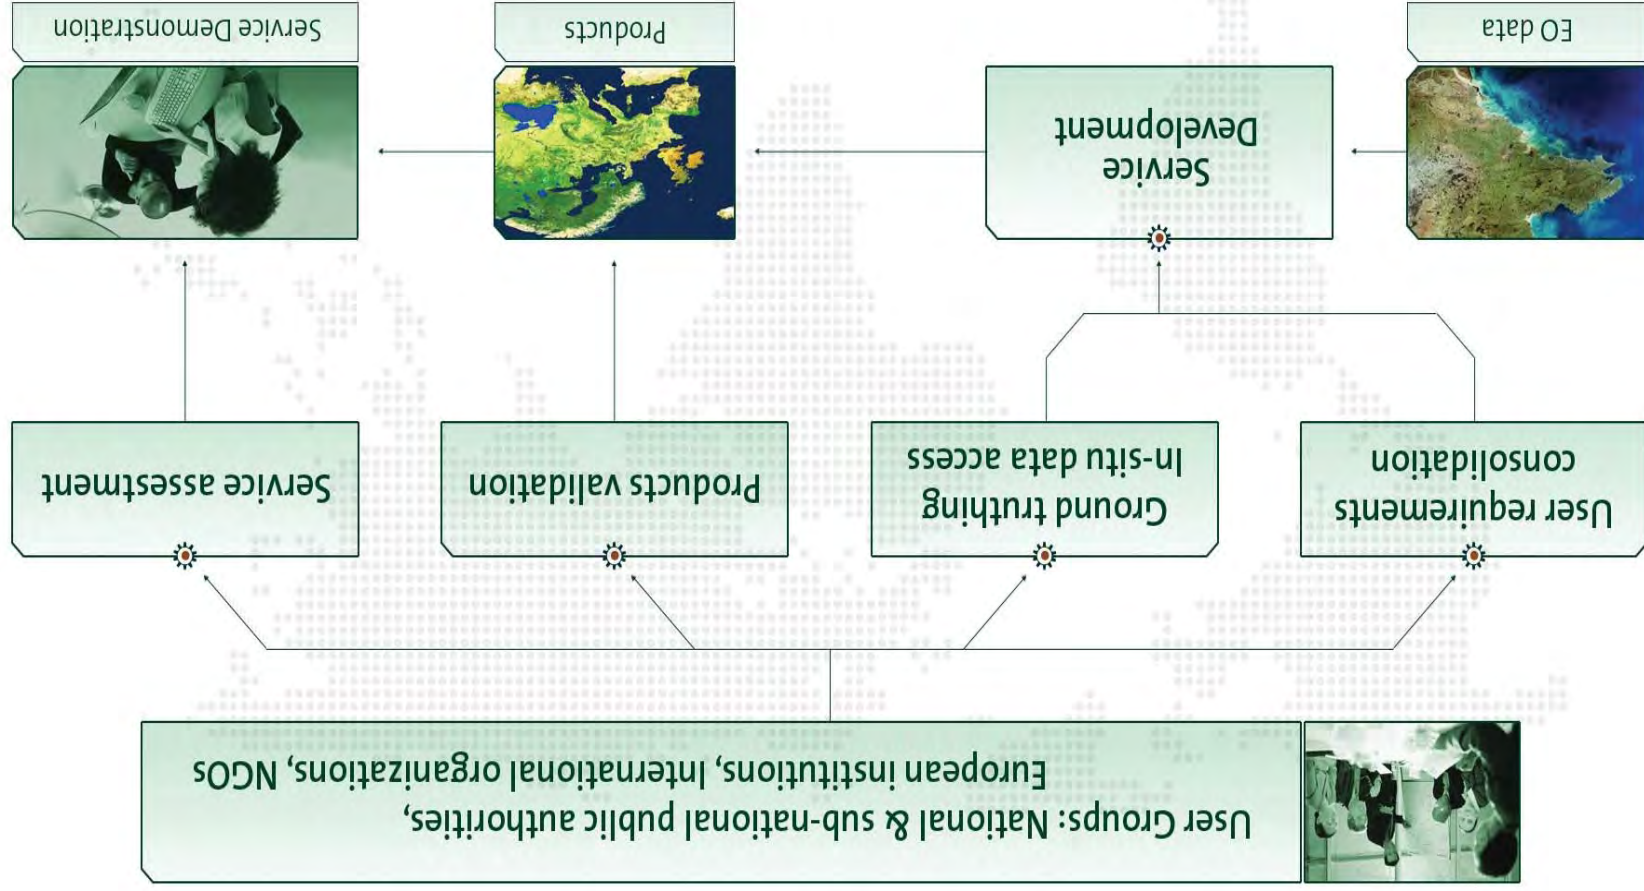 User Groups: National & sub-national public authorities,
European institutions, International organizations, NGOs
User requirements
consolidation
Ground truthing
In-situ data access
Products validation
Service assestment
Service
Development
EO data
Products
Service Demonstration